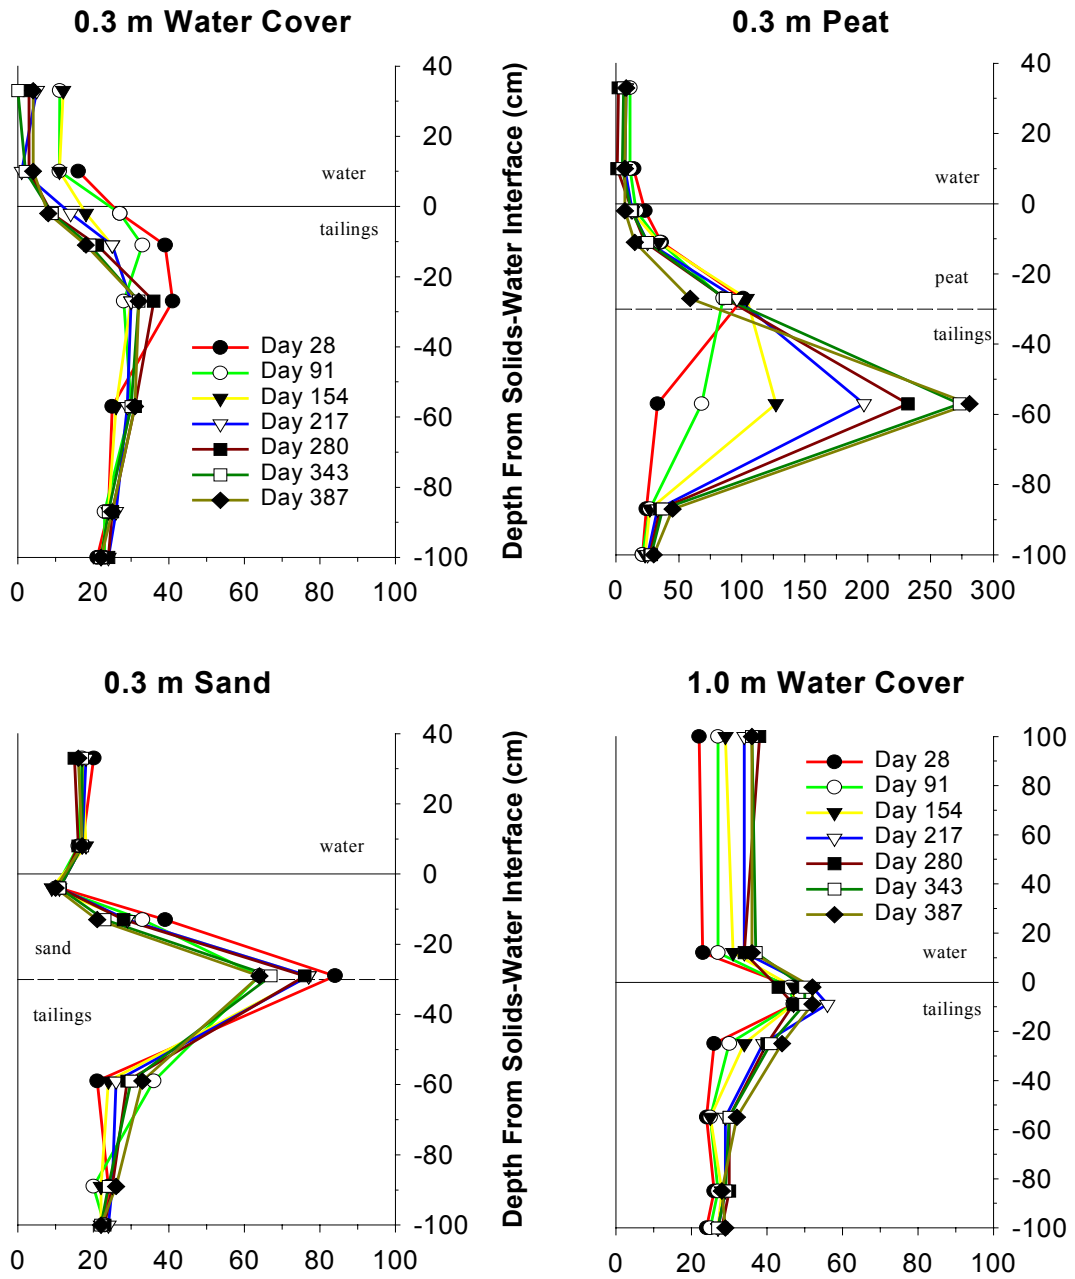 0.3 m Water Cover
40
20
0
-20
-40
-60
-80
-100
water
tailings
Day 28
Day 91
Day 154
Day 217
Day 280
Day 343
Day 387
0 20 40 60 80 100
Depth From Solids-Water Interface (cm)
0.3 m Peat
40
20
0
-20
-40
-60
-80
-100
water
peat
tailings
0 50 100 150 200 250 300
0.3 m Sand
40
20
0
-20
-40
-60
-80
-100
water
sand
tailings
0 20 40 60 80 100
Depth From Solids-Water Interface (cm)
1.0 m Water Cover
100
80
60
40
20
0
-20
-40
-60
-80
-100
Day 28
Day 91
Day 154
Day 217
Day 280
Day 343
Day 387
water
tailings
0 20 40 60 80 100